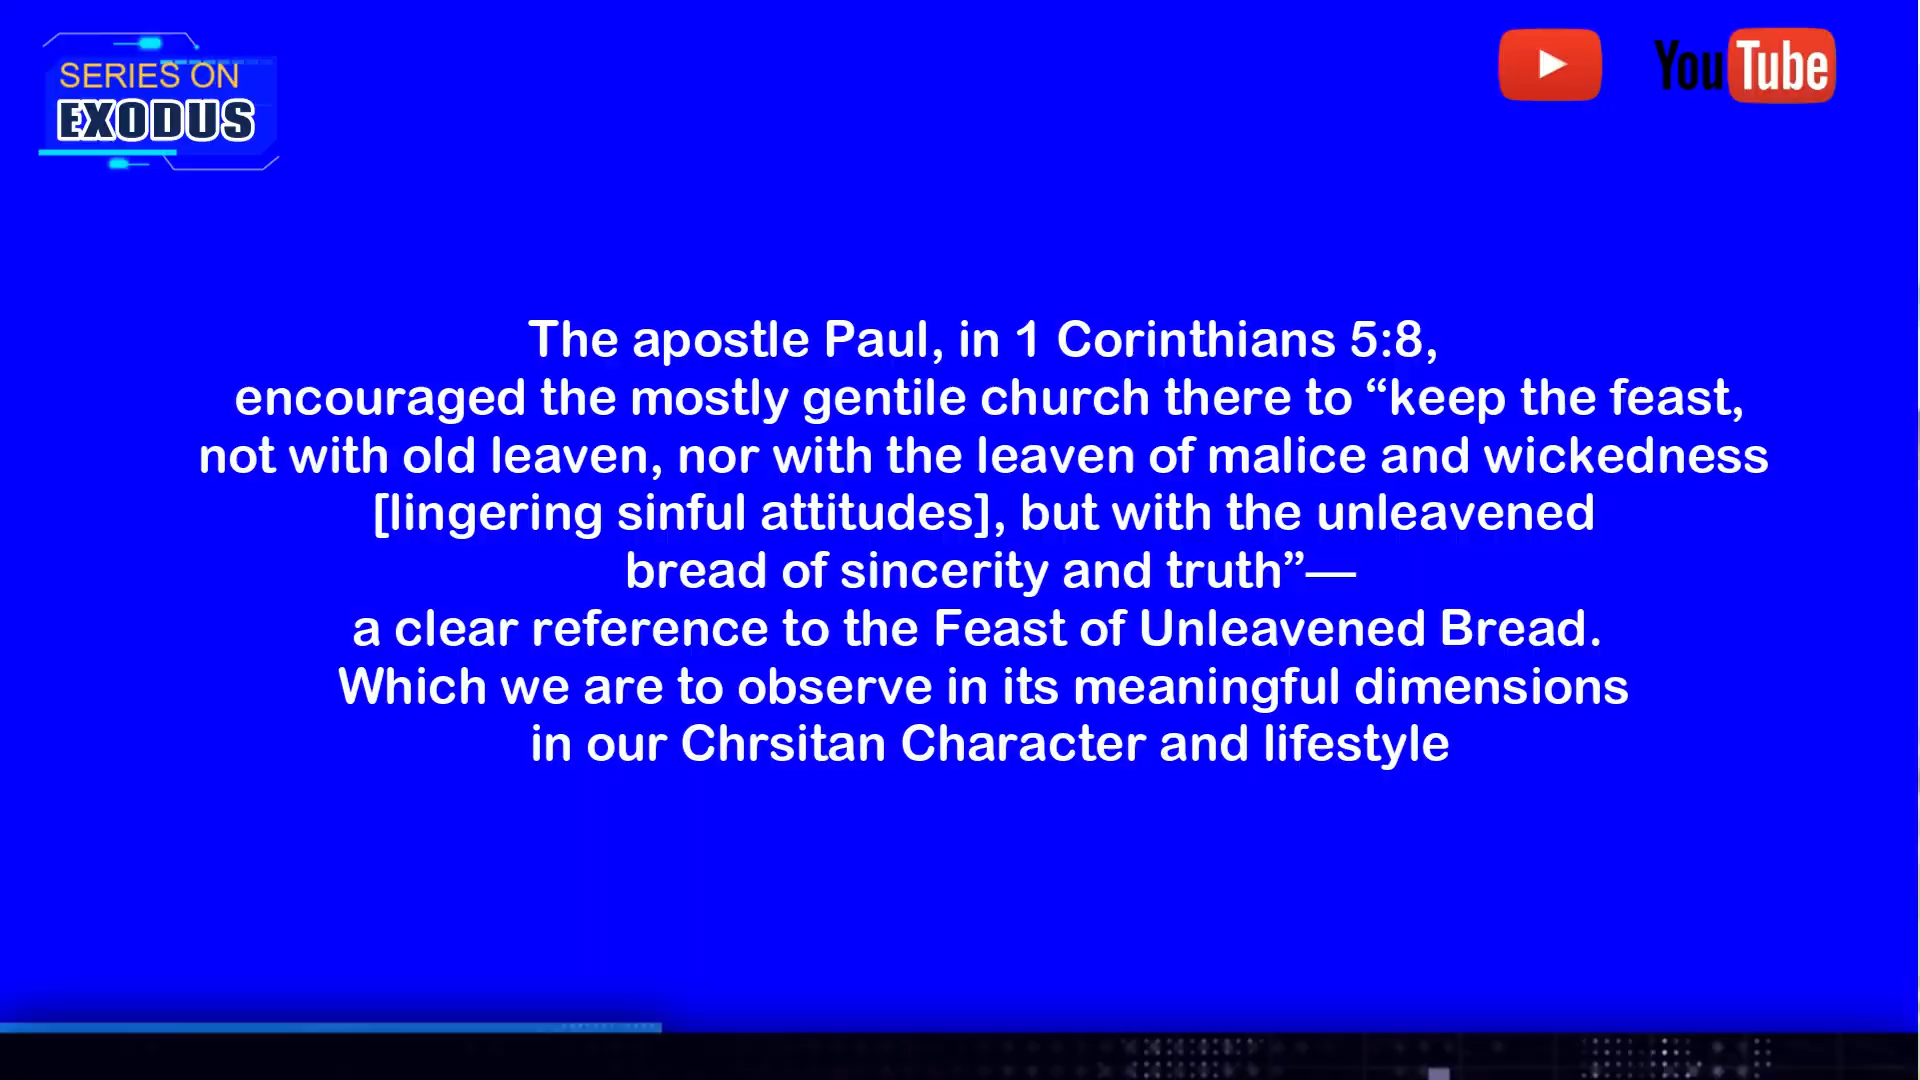 SERIES ON
EXODUS
YouTube
The apostle Paul, in 1 Corinthians 5:8,
encouraged the mostly gentile church there to “keep the feast,
not with old leaven, nor with the leaven of malice and wickedness
[lingering sinful attitudes], but with the unleavened
bread of sincerity and truth”—
a clear reference to the Feast of Unleavened Bread.
Which we are to observe in its meaningful dimensions
in our Chrsitan Character and lifestyle